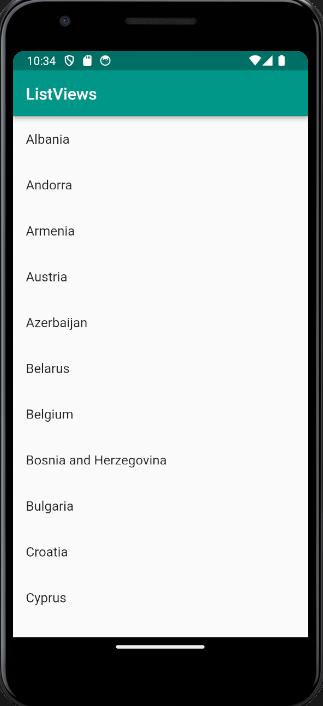 10:34
ListViews
Albania
Andorra
Armenia
Austria
Azerbaijan
Belarus
Belgium
Bosnia and Herzegovina
Bulgaria
Croatia
Cyprus